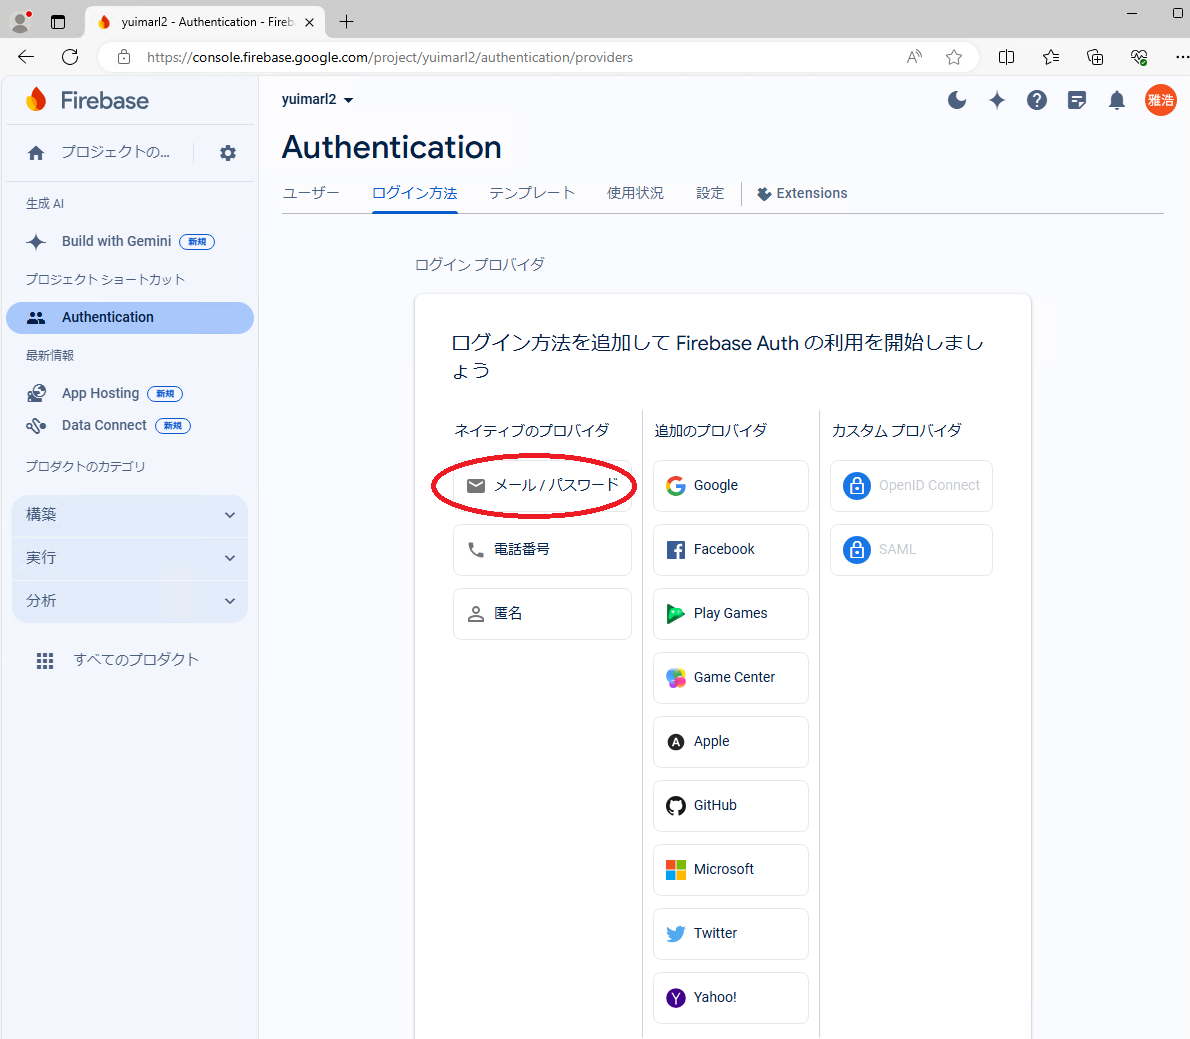 yuimarl2 - Authentication - Fireb
https://console.firebase.google.com/project/yuimarl2/authentication/providers
Firebase
プロジェクトの...
生成 AI
Build with Gemini 新規
プロジェクト ショートカット
Authentication
最新情報
App Hosting 新規
Data Connect 新規
プロダクトのカテゴリ
構築
実行
分析
すべてのプロダクト
yuimarl2
雅浩
Authentication
ユーザー ログイン方法 テンプレート 使用状況 設定 Extensions
ログイン プロバイダ
ログイン方法を追加して Firebase Auth の利用を開始しまし
ょう
ネイティブのプロバイダ
メール / パスワード
電話番号
匿名
追加のプロバイダ
Google
Facebook
Play Games
Game Center
Apple
GitHub
Microsoft
Twitter
Yahoo!
カスタム プロバイダ
OpenID Connect
SAML